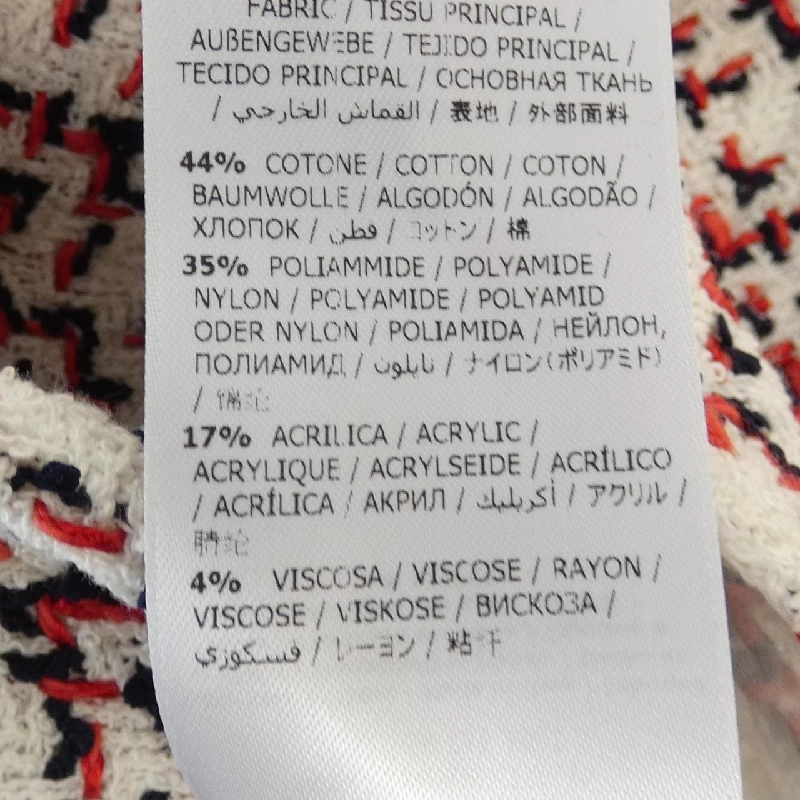 FABRIC / TISSU PRINCIPAL /
AUßENGEWEBE / TEJIDO PRINCIPAL /
TECIDO PRINCIPAL / ОСНОВНАЯ ТКАНЬ
/ القماش الخارجي / 表地 / 外部面料
44% COTONE / COTTON / COTON /
BAUMWOLLE / ALGODÓN / ALGODÃO /
ХЛОПОК / قطن / コットン / 棉
35% POLIAMMIDE / POLYAMIDE /
NYLON / POLYAMIDE / POLYAMID
ODER NYLON / POLIAMIDA / НЕЙЛОН,
ПОЛИАМИД / نايلون / ナイロン(ポリアミド)
/ 锦纶
17% ACRILICA / ACRYLIC /
ACRYLIQUE / ACRYLSEIDE / ACRÍLICO
/ ACRÍLICA / АКРИЛ / أكريليك / アクリル /
腈纶
4% VISCOSA / VISCOSE / RAYON /
VISCOSE / VISKOSE / ВИСКОЗА /
فسكوزي / レーヨン / 粘纤